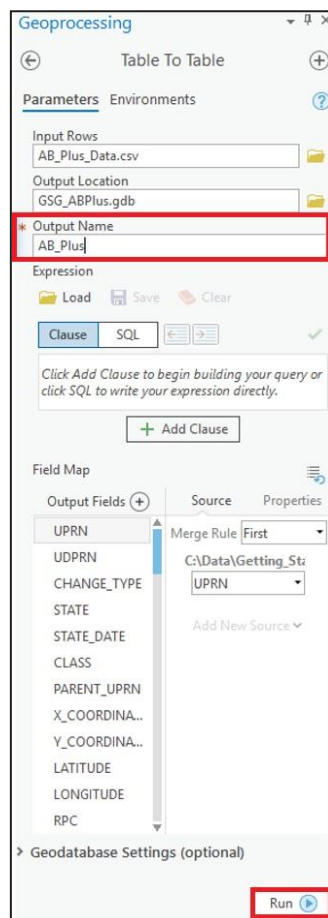 Geoprocessing
Table To Table
Parameters Environments
Input Rows
AB_Plus_Data.csv
Output Location
GSG_ABPlus.gdb
* Output Name
AB_Plus
Expression
Load Save Clear
Clause SQL
Click Add Clause to begin building your query or
click SQL to write your expression directly.
+ Add Clause
Field Map
Output Fields Source Properties
UPRN Merge Rule First
UDPRN C:\Data\Getting_Sta
CHANGE_TYPE UPRN
STATE Add New Source
STATE_DATE
CLASS
PARENT_UPRN
X_COORDINA...
Y_COORDINA...
LATITUDE
LONGITUDE
RPC
> Geodatabase Settings (optional)
Run